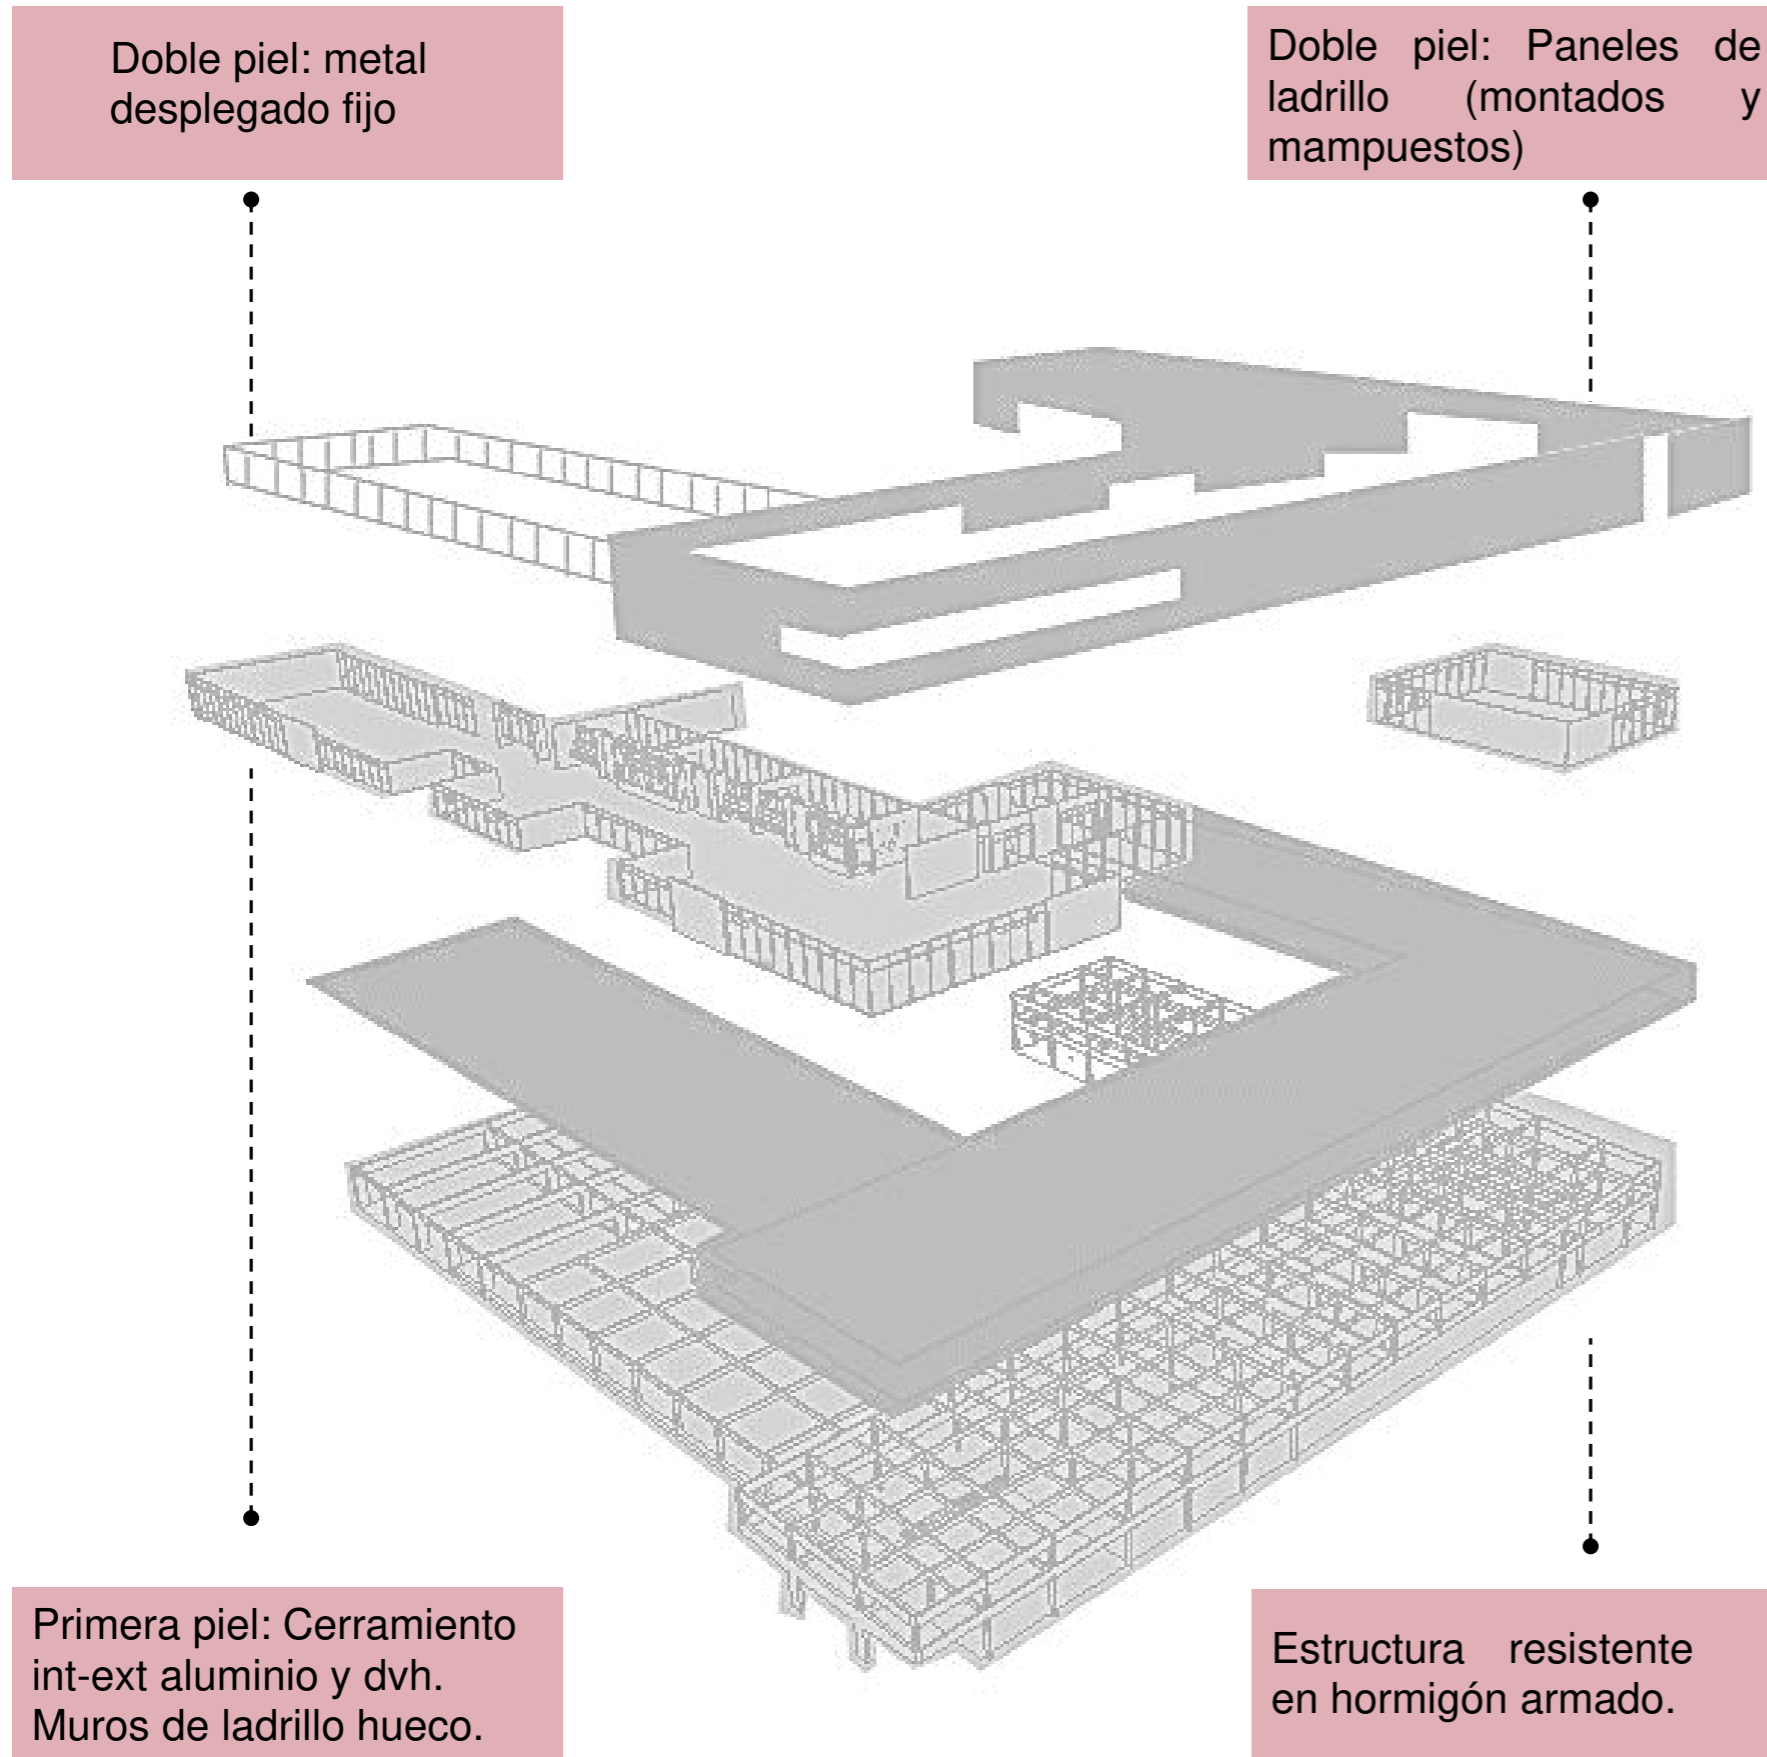 Doble piel: metal
desplegado fijo
Doble piel: Paneles de
ladrillo (montados y
mampuestos)
Primera piel: Cerramiento
int-ext aluminio y dvh.
Muros de ladrillo hueco.
Estructura resistente
en hormigón armado.